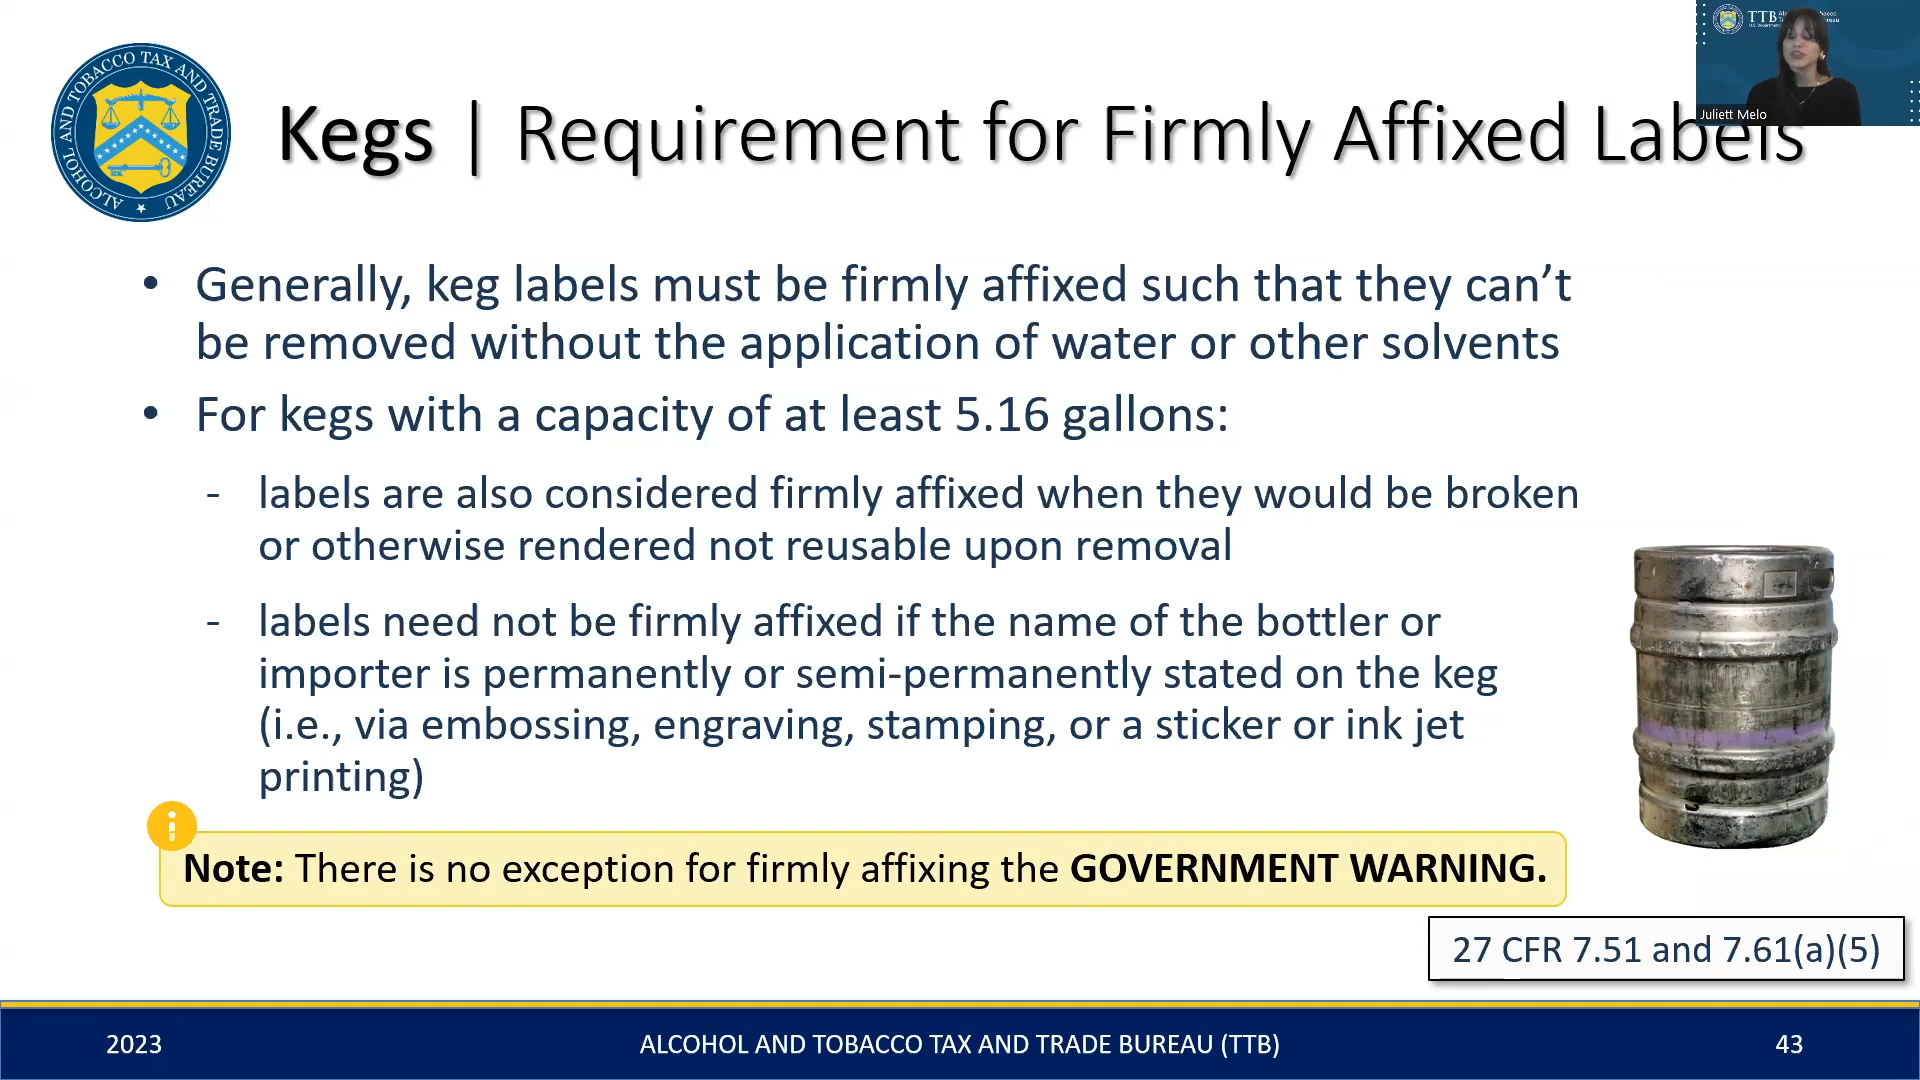 TTB
Juliett Melo
ALCOHOL AND TOBACCO TAX AND TRADE BUREAU
Kegs | Requirement for Firmly Affixed Labels
• Generally, keg labels must be firmly affixed such that they can’t
be removed without the application of water or other solvents
• For kegs with a capacity of at least 5.16 gallons:
- labels are also considered firmly affixed when they would be broken
or otherwise rendered not reusable upon removal
- labels need not be firmly affixed if the name of the bottler or
importer is permanently or semi-permanently stated on the keg
(i.e., via embossing, engraving, stamping, or a sticker or ink jet
printing)
Note: There is no exception for firmly affixing the GOVERNMENT WARNING.
27 CFR 7.51 and 7.61(a)(5)
2023
ALCOHOL AND TOBACCO TAX AND TRADE BUREAU (TTB)
43